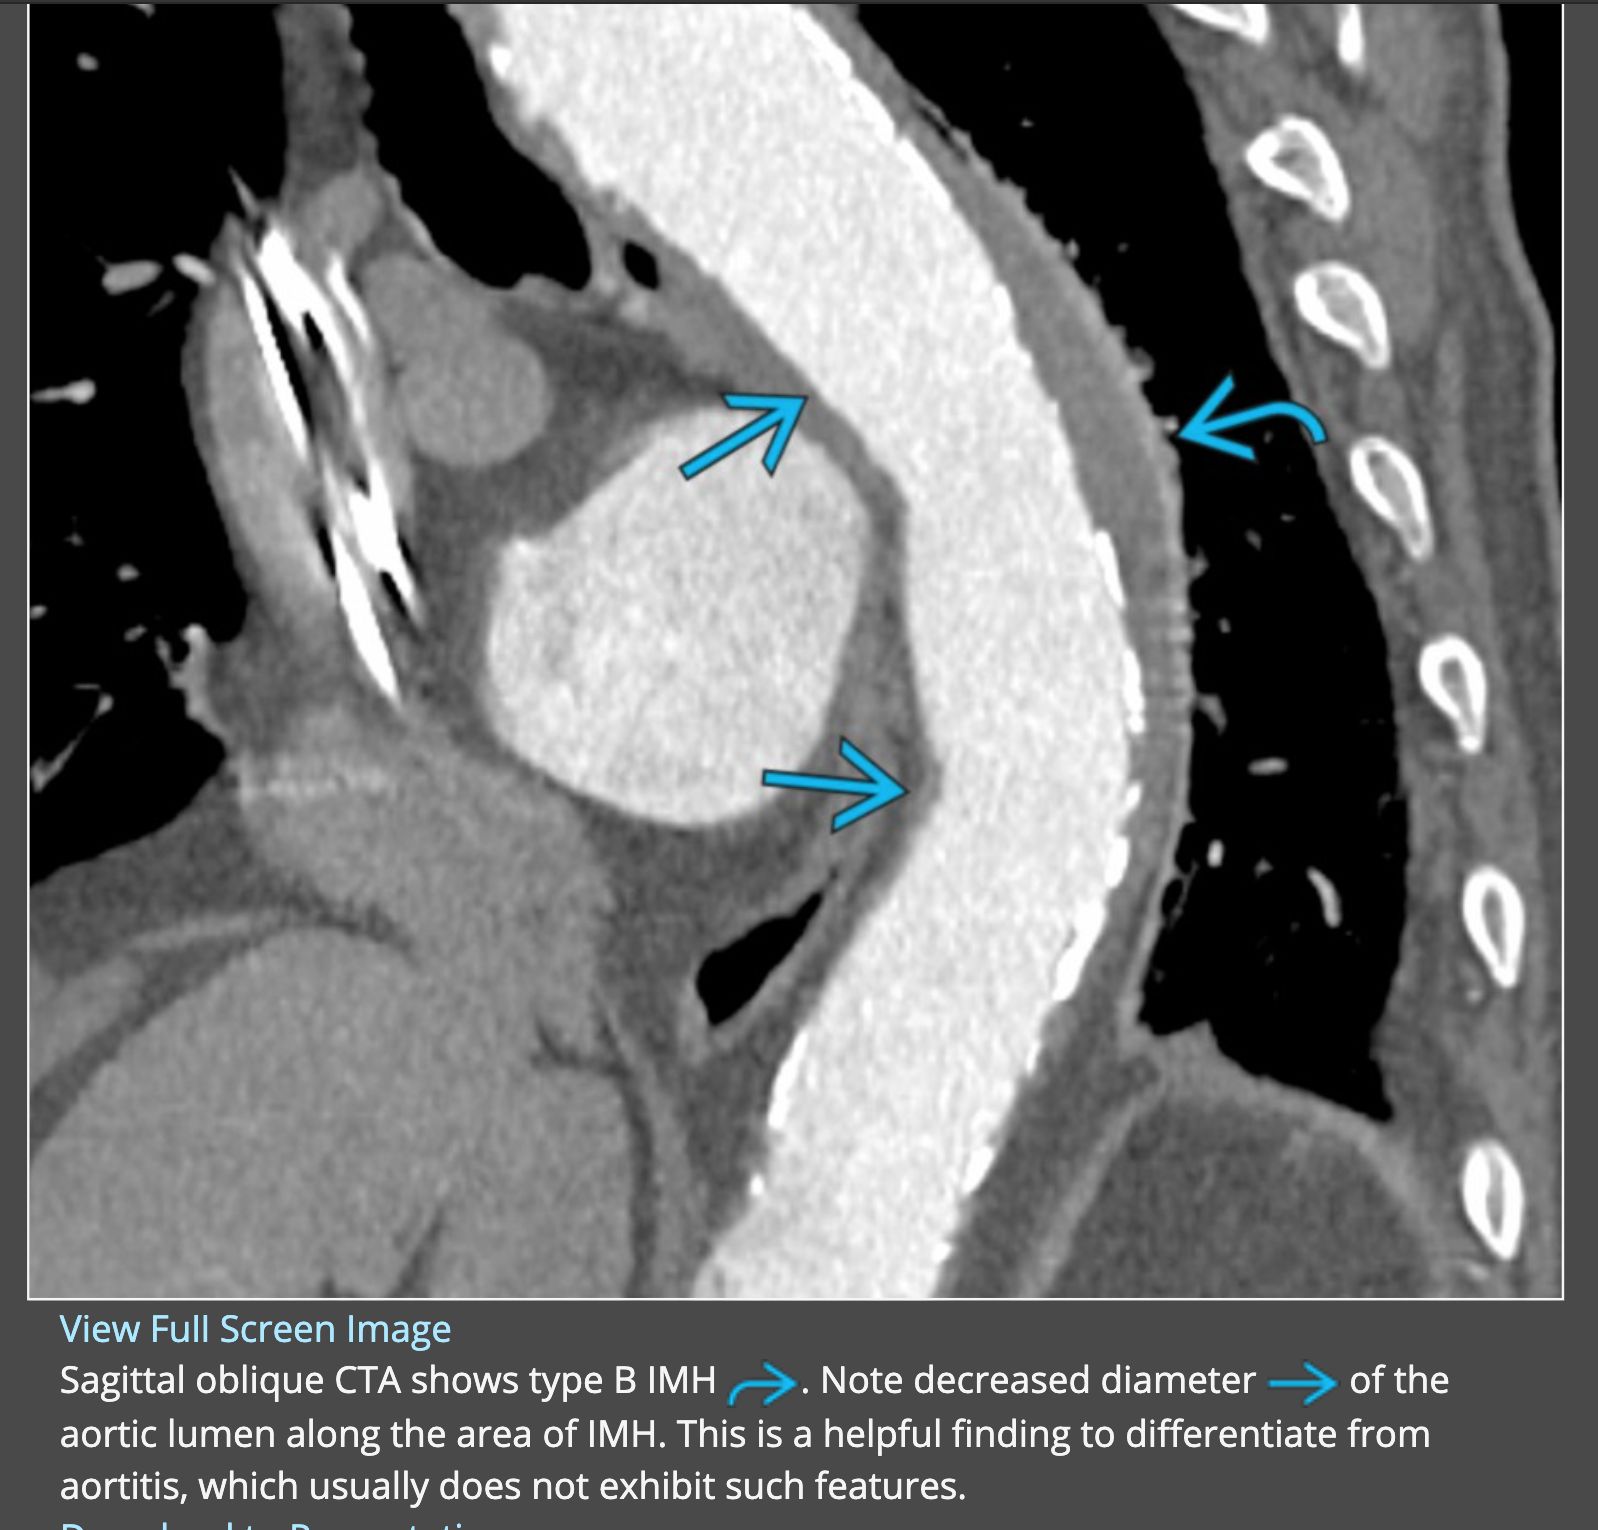 View Full Screen Image
Sagittal oblique CTA shows type B IMH . Note decreased diameter of the
aortic lumen along the area of IMH. This is a helpful finding to differentiate from
aortitis, which usually does not exhibit such features.